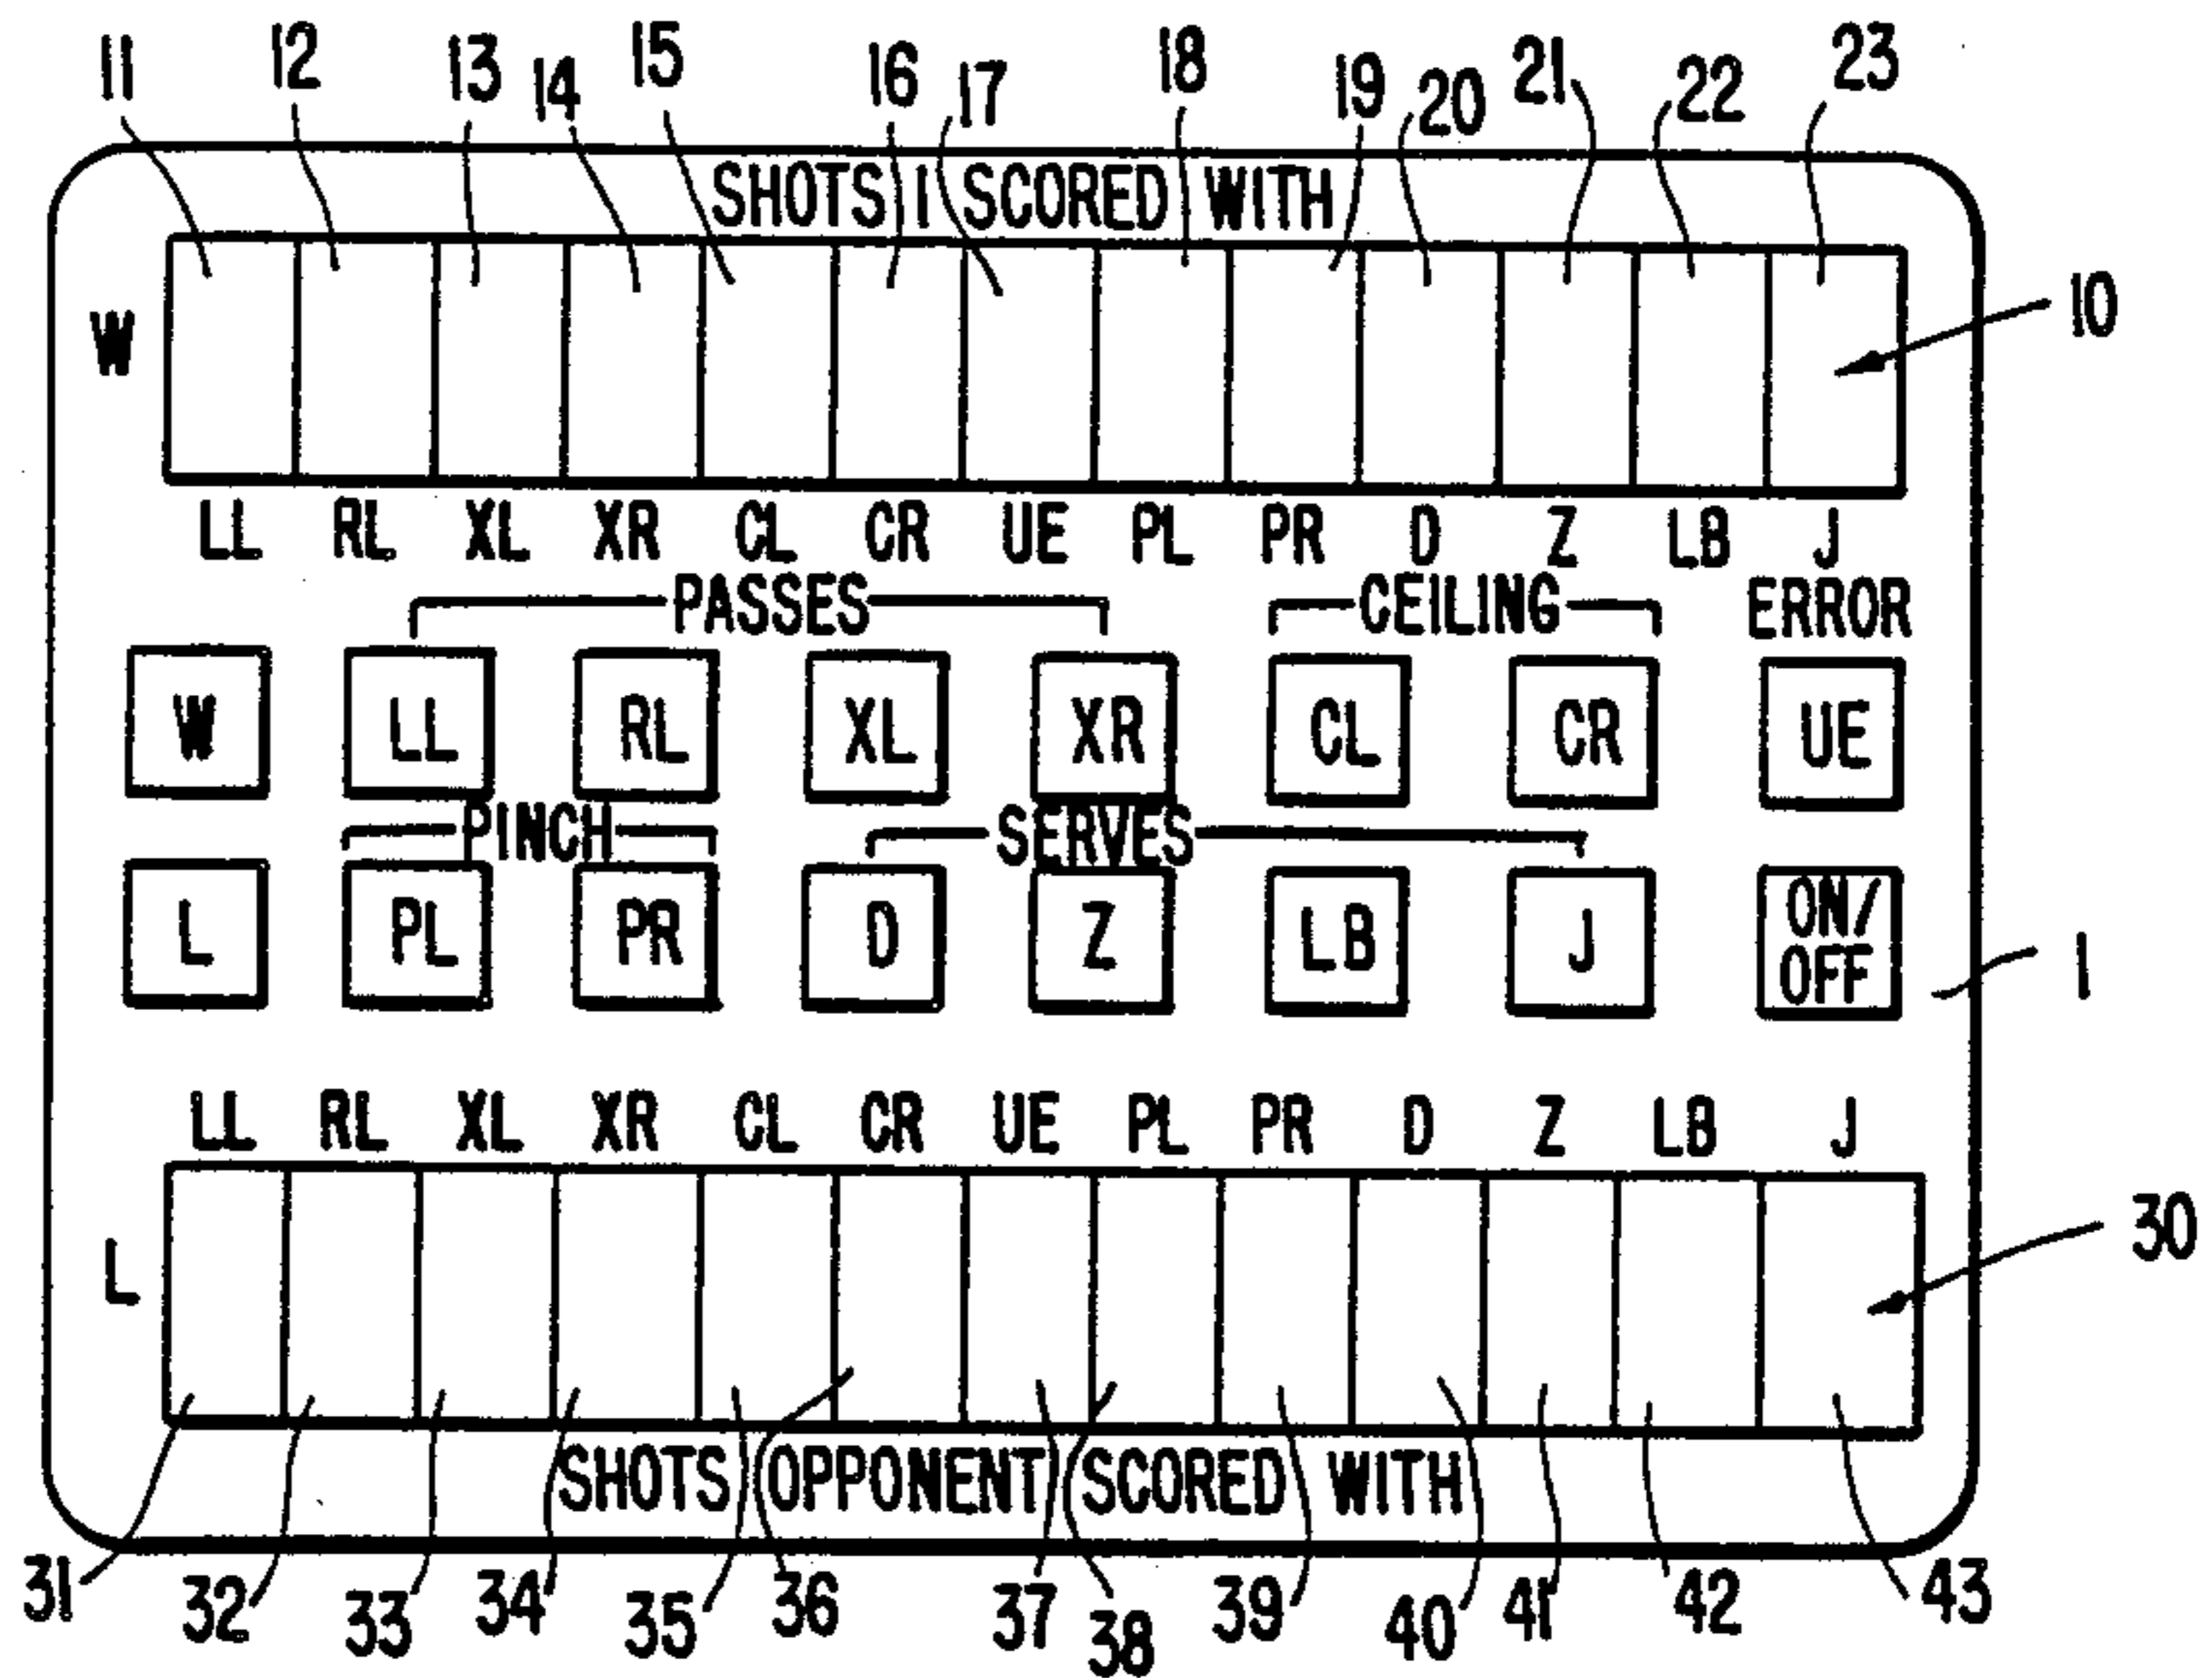 11 12 13 14 15 16 17 18 19 20 21 22 23
SHOTS I SCORED WITH
W 10
LL RL XL XR CL CR UE PL PR D Z LB J
PASSES CEILING ERROR
W LL RL XL XR CL CR UE
PINCH SERVES
L PL PR D Z LB J ON/
OFF
1
LL RL XL XR CL CR UE PL PR D Z LB J
L 30
SHOTS OPPONENT SCORED WITH
31 32 33 34 35 36 37 38 39 40 41 42 43